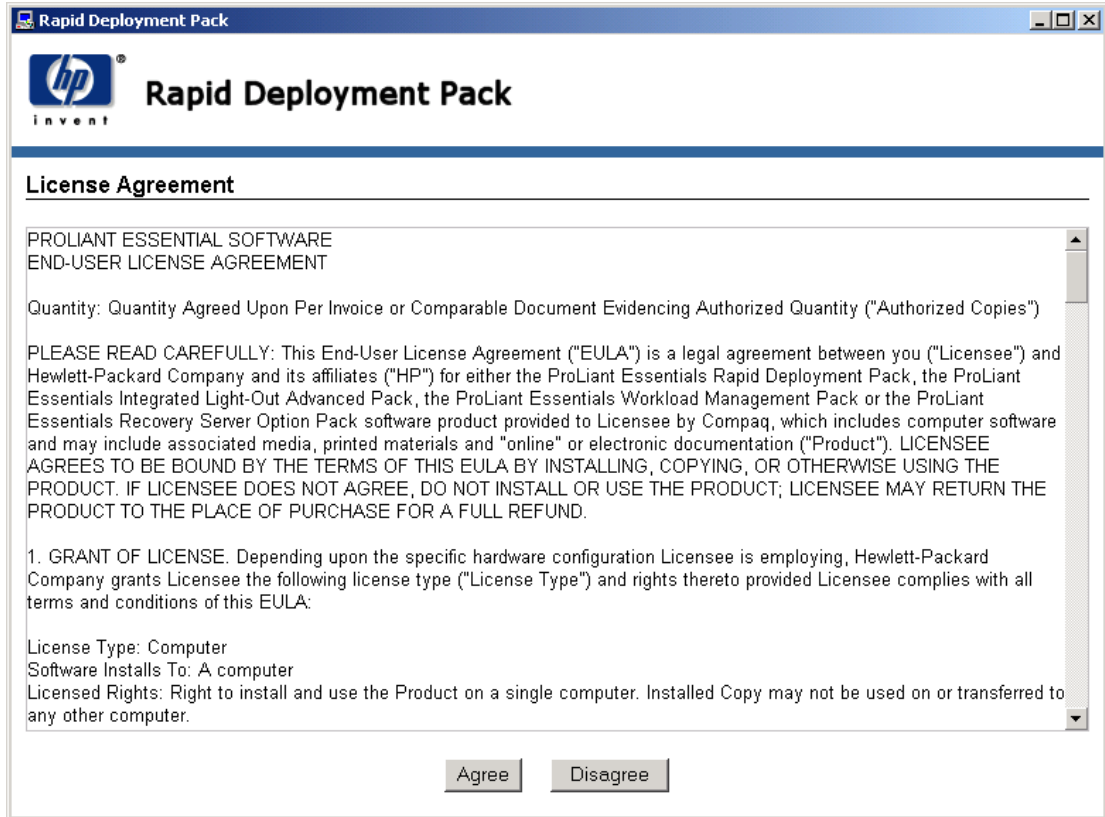 Rapid Deployment Pack
hp
®
invent
Rapid Deployment Pack
License Agreement
PROLIANT ESSENTIAL SOFTWARE
END-USER LICENSE AGREEMENT
Quantity: Quantity Agreed Upon Per Invoice or Comparable Document Evidencing Authorized Quantity ("Authorized Copies")
PLEASE READ CAREFULLY: This End-User License Agreement ("EULA") is a legal agreement between you ("Licensee") and
Hewlett-Packard Company and its affiliates ("HP") for either the ProLiant Essentials Rapid Deployment Pack, the ProLiant
Essentials Integrated Light-Out Advanced Pack, the ProLiant Essentials Workload Management Pack or the ProLiant
Essentials Recovery Server Option Pack software product provided to Licensee by Compaq, which includes computer software
and may include associated media, printed materials and "online" or electronic documentation ("Product"). LICENSEE
AGREES TO BE BOUND BY THE TERMS OF THIS EULA BY INSTALLING, COPYING, OR OTHERWISE USING THE
PRODUCT. IF LICENSEE DOES NOT AGREE, DO NOT INSTALL OR USE THE PRODUCT; LICENSEE MAY RETURN THE
PRODUCT TO THE PLACE OF PURCHASE FOR A FULL REFUND.
1. GRANT OF LICENSE. Depending upon the specific hardware configuration Licensee is employing, Hewlett-Packard
Company grants Licensee the following license type ("License Type") and rights thereto provided Licensee complies with all
terms and conditions of this EULA:
License Type: Computer
Software Installs To: A computer
Licensed Rights: Right to install and use the Product on a single computer. Installed Copy may not be used on or transferred to
any other computer.
Agree
Disagree